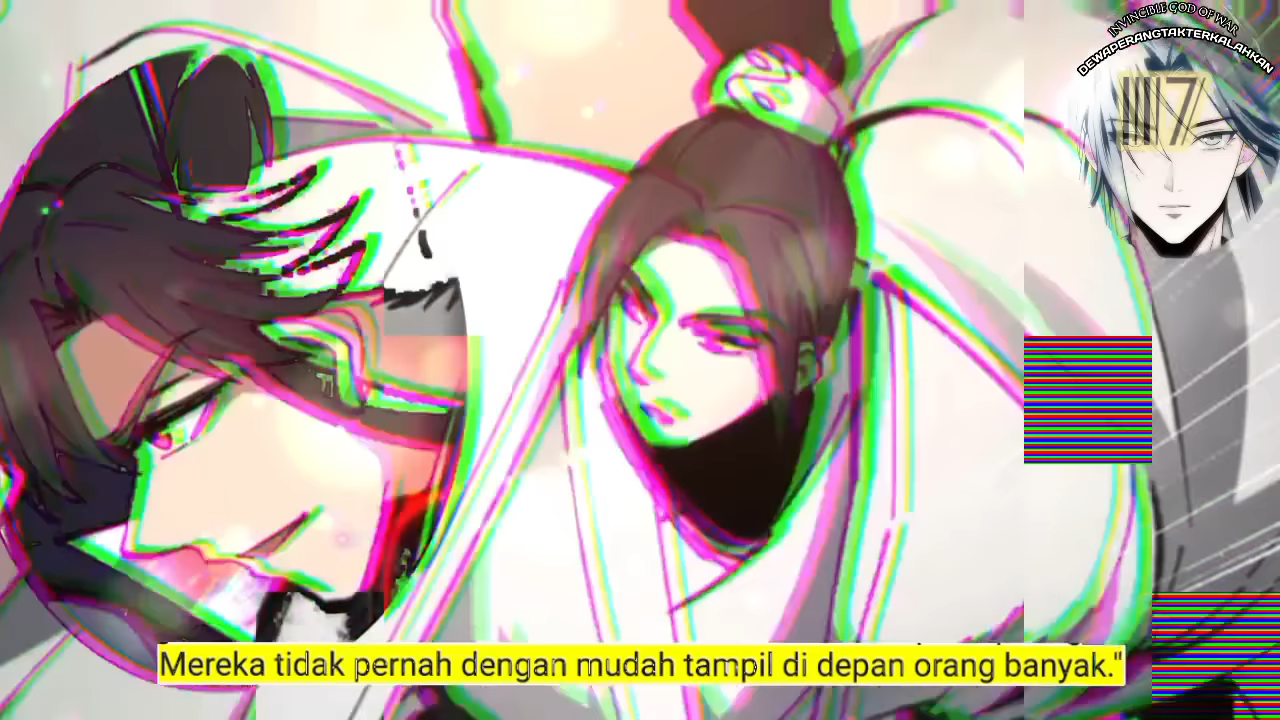 INVINCIBLE GOD OF WAR
DEWAPERANGTAKTERKALAHKAN
Mereka tidak pernah dengan mudah tampil di depan orang banyak."